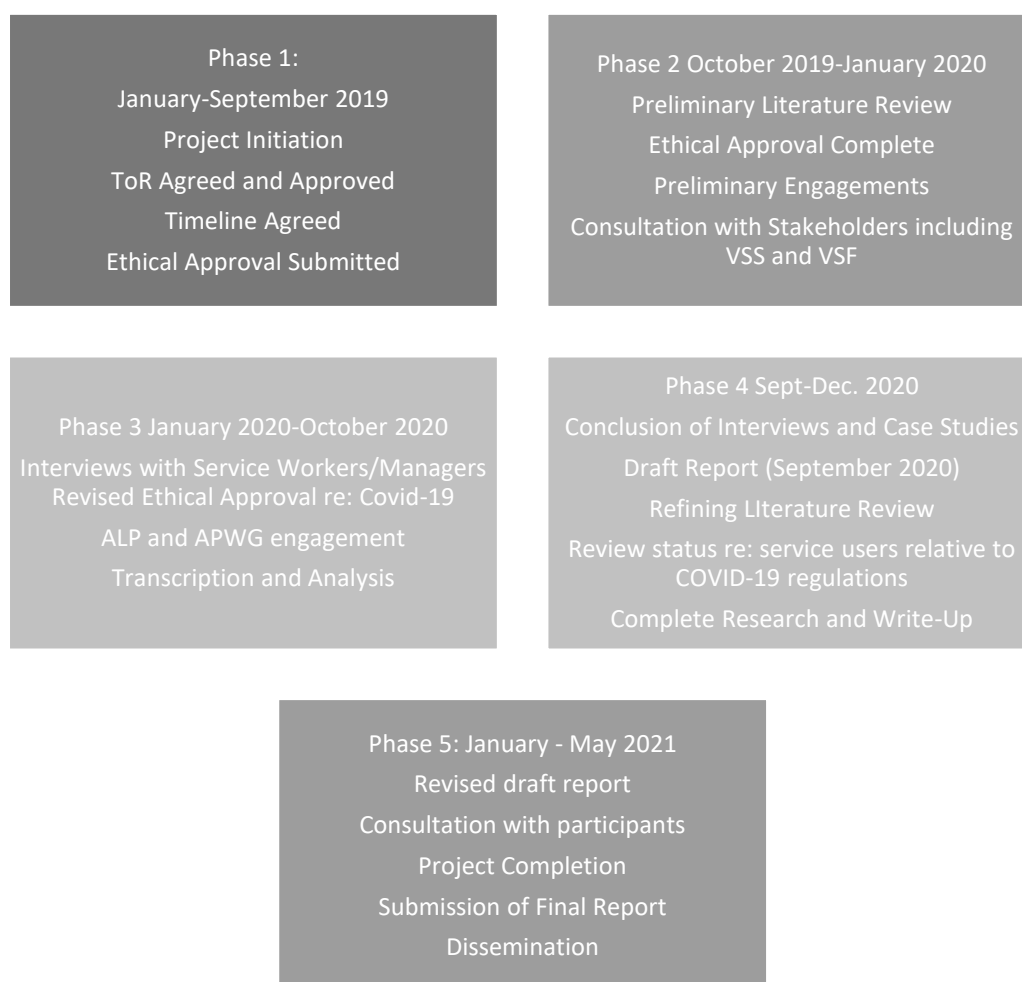 Phase 1:
January-September 2019
Project Initiation
ToR Agreed and Approved
Timeline Agreed
Ethical Approval Submitted
Phase 2 October 2019-January 2020
Preliminary Literature Review
Ethical Approval Complete
Preliminary Engagements
Consultation with Stakeholders including
VSS and VSF
Phase 3 January 2020-October 2020
Interviews with Service Workers/Managers
Revised Ethical Approval re: Covid-19
ALP and APWG engagement
Transcription and Analysis
Phase 4 Sept-Dec. 2020
Conclusion of Interviews and Case Studies
Draft Report (September 2020)
Refining LIterature Review
Review status re: service users relative to
COVID-19 regulations
Complete Research and Write-Up
Phase 5: January - May 2021
Revised draft report
Consultation with participants
Project Completion
Submission of Final Report
Dissemination